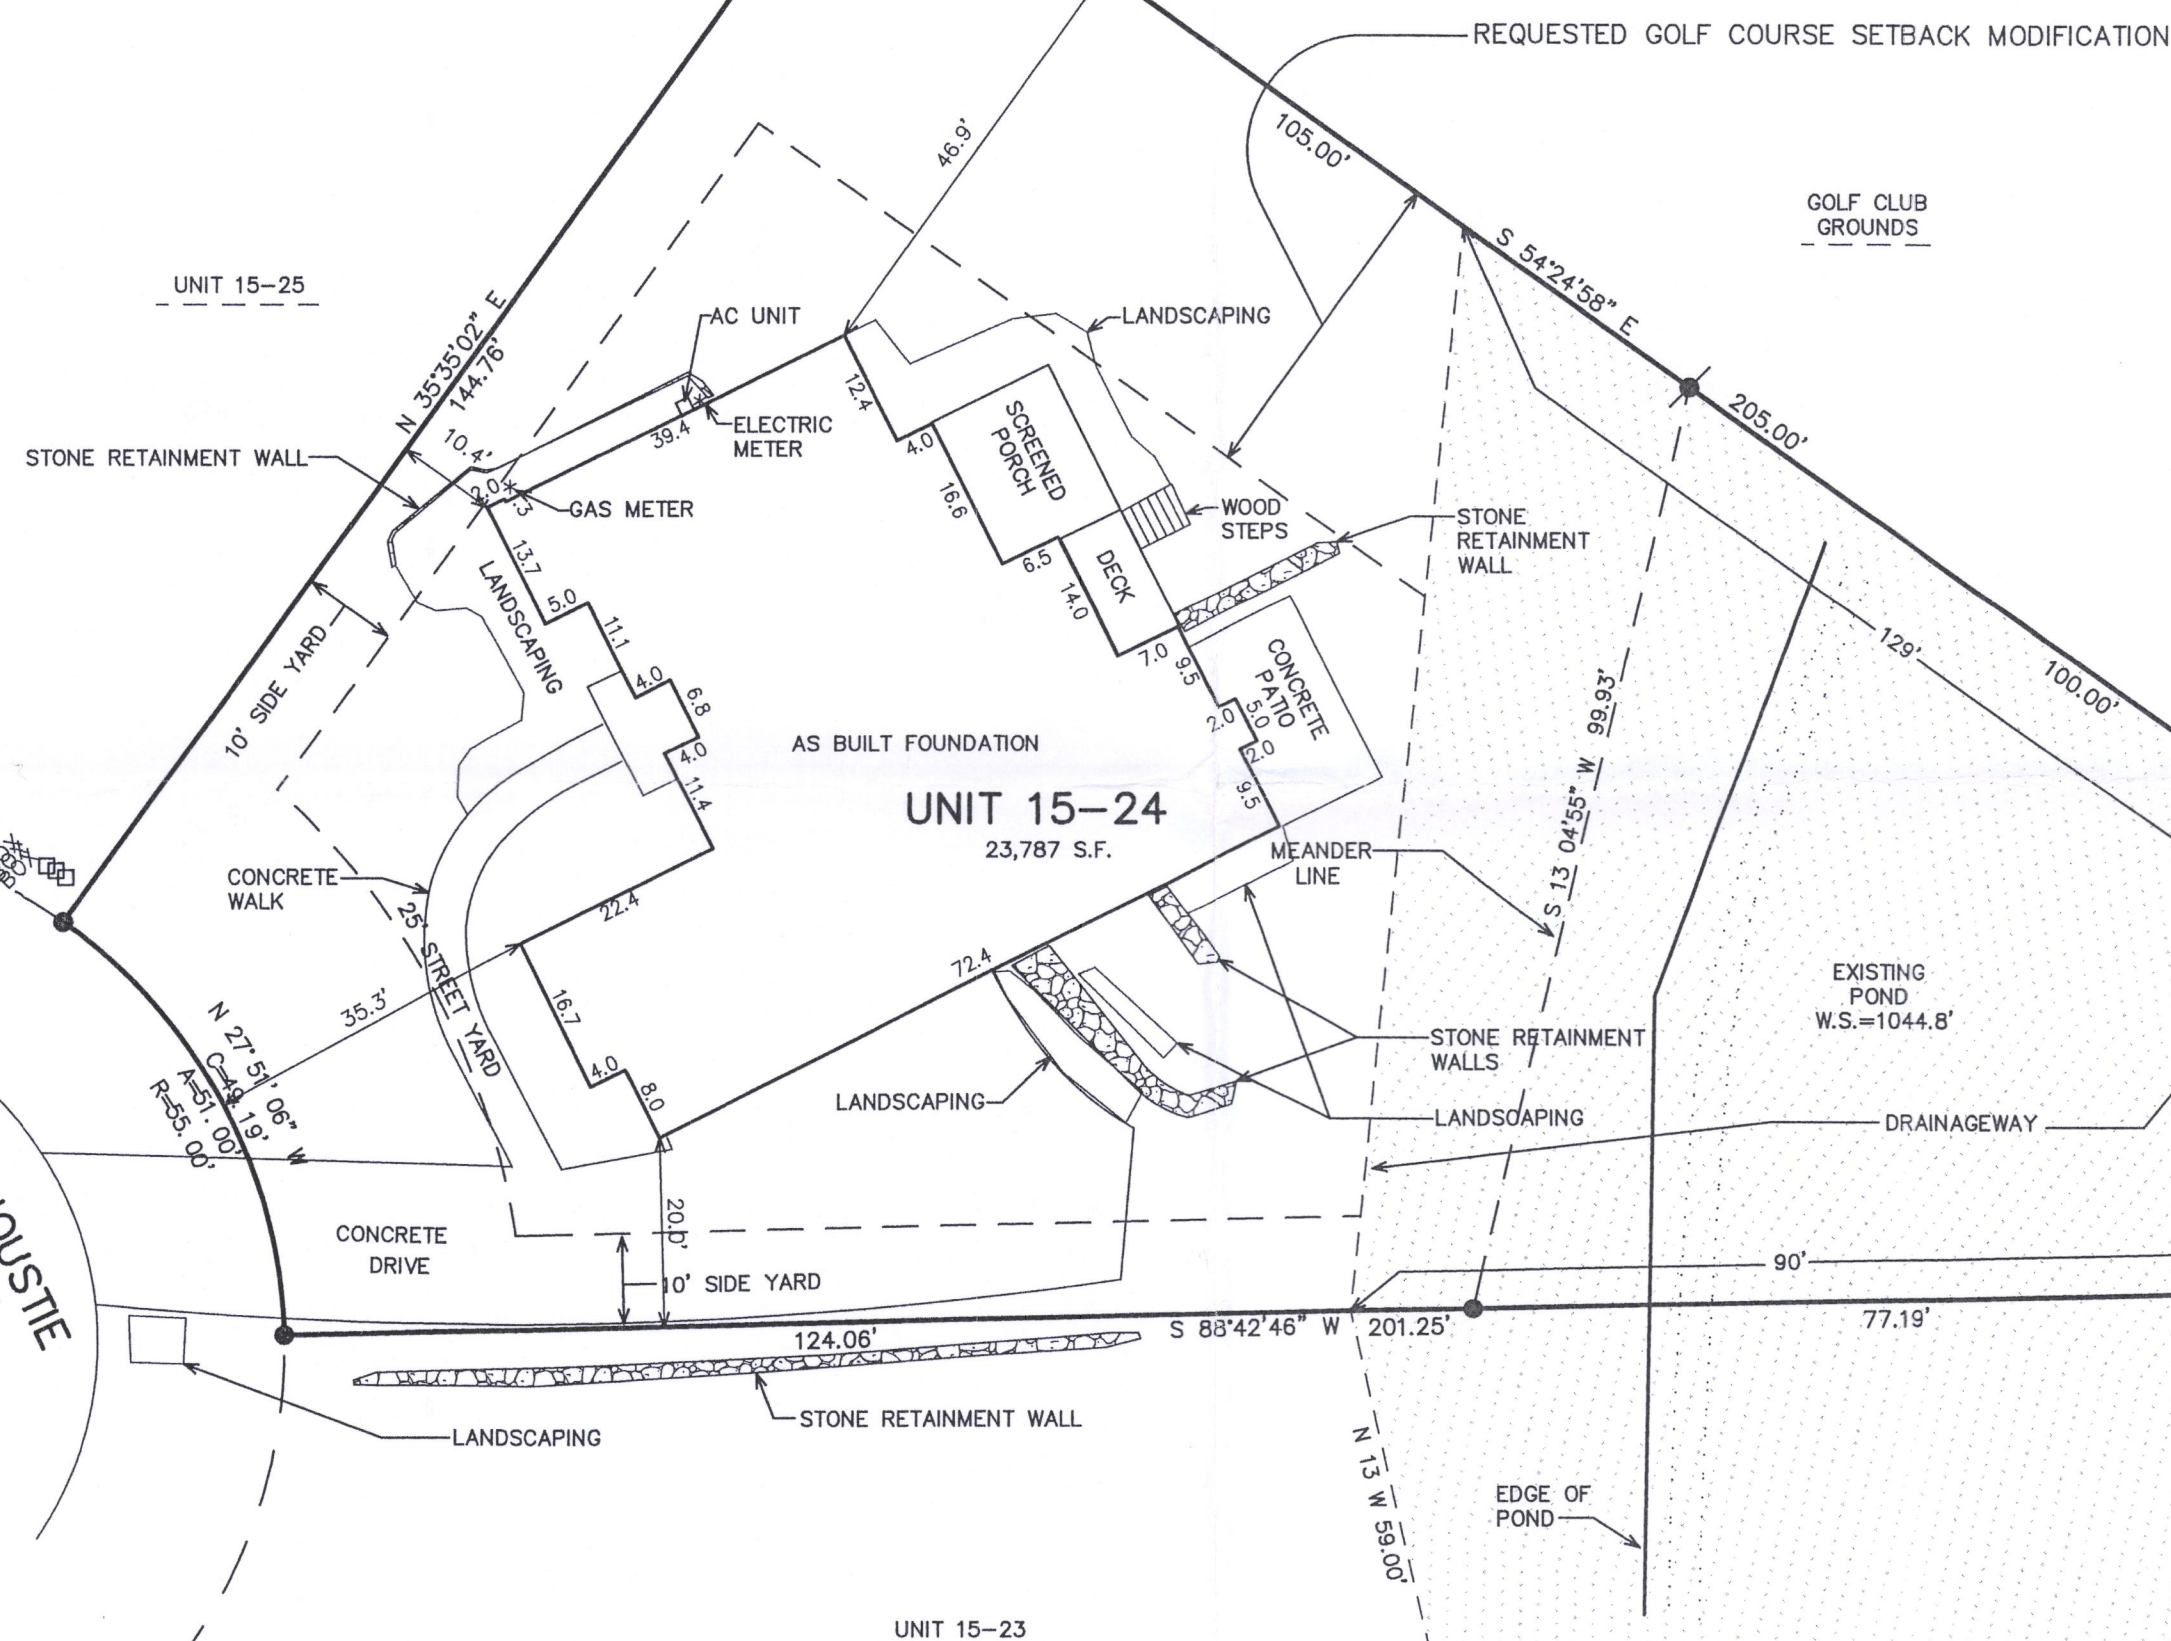 REQUESTED GOLF COURSE SETBACK MODIFICATION
105.00'
46.9'
GOLF CLUB
GROUNDS
S 54°24'58" E
205.00'
UNIT 15-25
N 35°35'02" E
144.76'
AC UNIT
LANDSCAPING
ELECTRIC
METER
39.4
12.4
4.0
SCREENED
PORCH
16.6
STONE RETAINMENT WALL
10.4'
2.0
GAS METER
WOOD
STEPS
STONE
RETAINMENT
WALL
13.7
LANDSCAPING
5.0
11.1
4.0
6.8
4.0
11.4
6.5
14.0
DECK
7.0
9.5
CONCRETE
PATIO
2.0
5.0
2.0
9.5
10' SIDE YARD
129'
100.00'
S 13 04'55" W 99.93'
AS BUILT FOUNDATION
UNIT 15-24
23,787 S.F.
MEANDER
LINE
CONCRETE
WALK
25' STREET YARD
22.4
35.3'
16.7
4.0
8.0
72.4
EXISTING
POND
W.S.=1044.8'
STONE RETAINMENT
WALLS
LANDSCAPING
LANDSCAPING
DRAINAGEWAY
N 27°51'06" W
C=49.19'
A=51.00'
R=55.00'
CONCRETE
DRIVE
20.0'
10' SIDE YARD
90'
124.06'
S 88°42'46" W 201.25'
77.19'
OUSTIE
STONE RETAINMENT WALL
LANDSCAPING
N 13 W 59.00'
EDGE OF
POND
UNIT 15-23